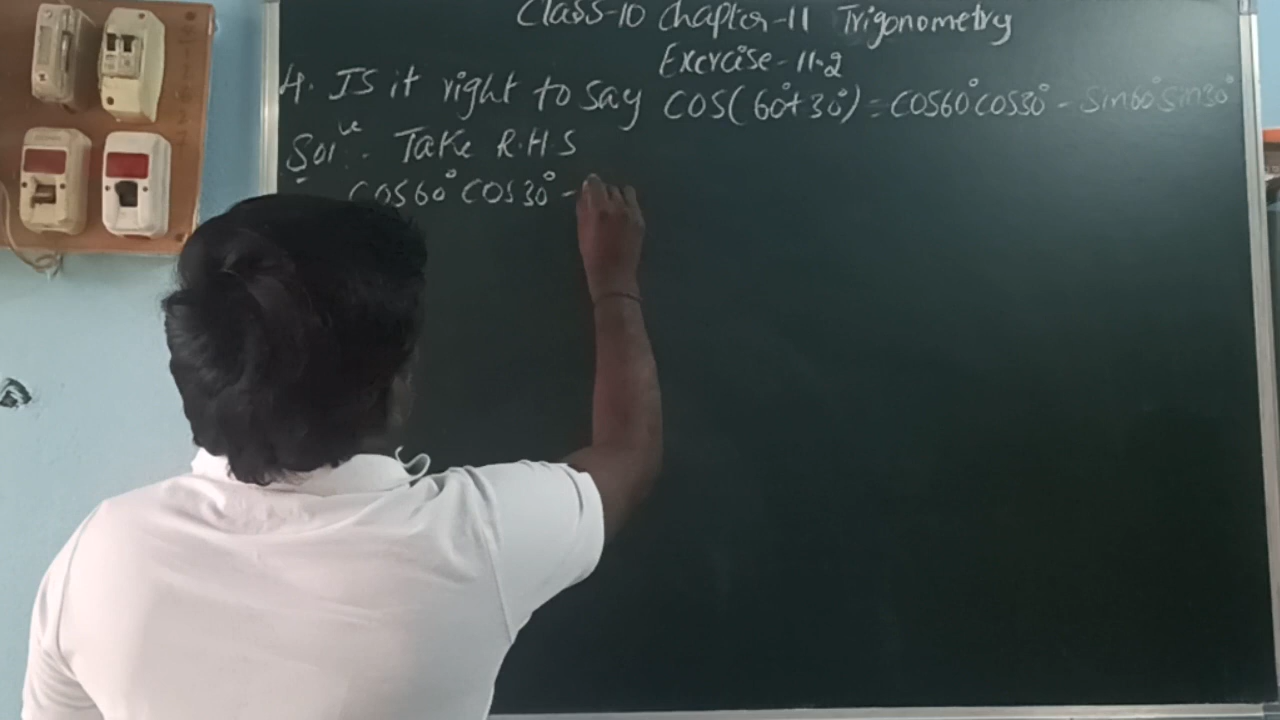 Class-10 Chapter-11 Trigonometry
Exercise-11.2
4. Is it right to say cos(60°+30°) = cos60°cos30° - sin60°sin30°
Solve. Take R.H.S
cos60°cos30° -